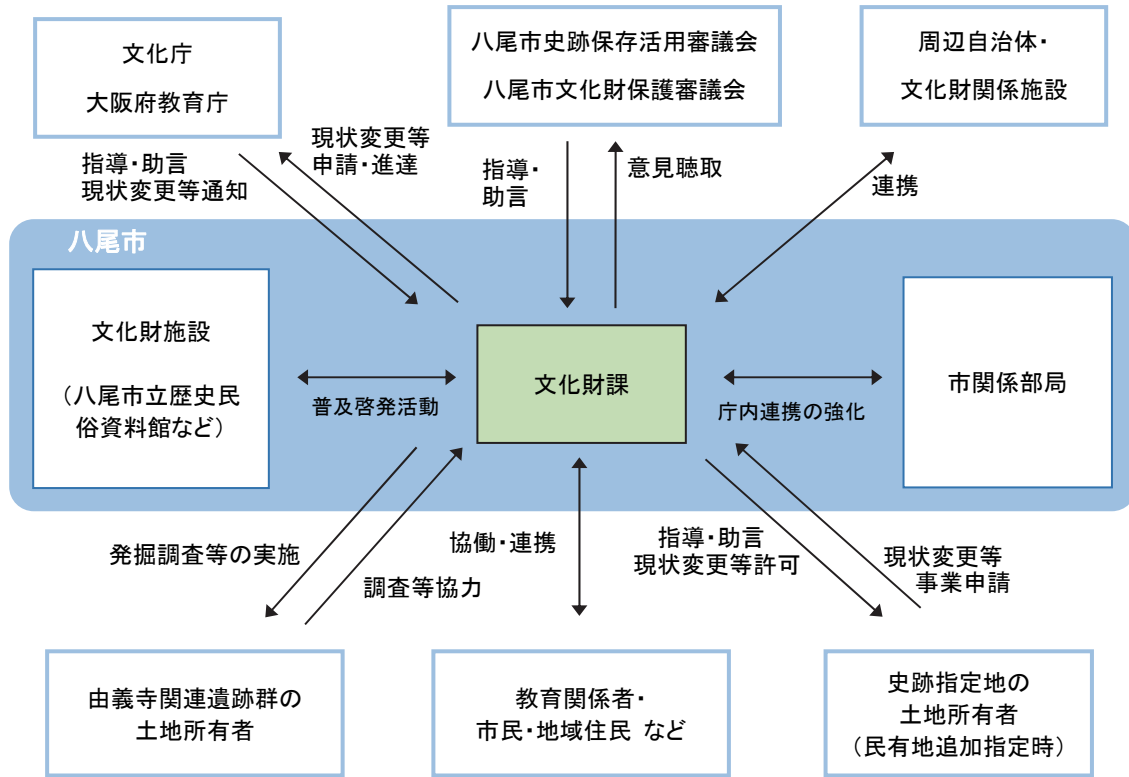 文化庁
大阪府教育庁
八尾市史跡保存活用審議会
八尾市文化財保護審議会
周辺自治体・
文化財関係施設
指導・助言
現状変更等通知
現状変更等
申請・進達
指導・
助言
意見聴取
連携
八尾市
文化財施設
（八尾市立歴史民
俗資料館など）
普及啓発活動
文化財課
庁内連携の強化
市関係部局
発掘調査等の実施
調査等協力
協働・連携
指導・助言
現状変更等許可
現状変更等
事業申請
由義寺関連遺跡群の
土地所有者
教育関係者・
市民・地域住民 など
史跡指定地の
土地所有者
（民有地追加指定時）